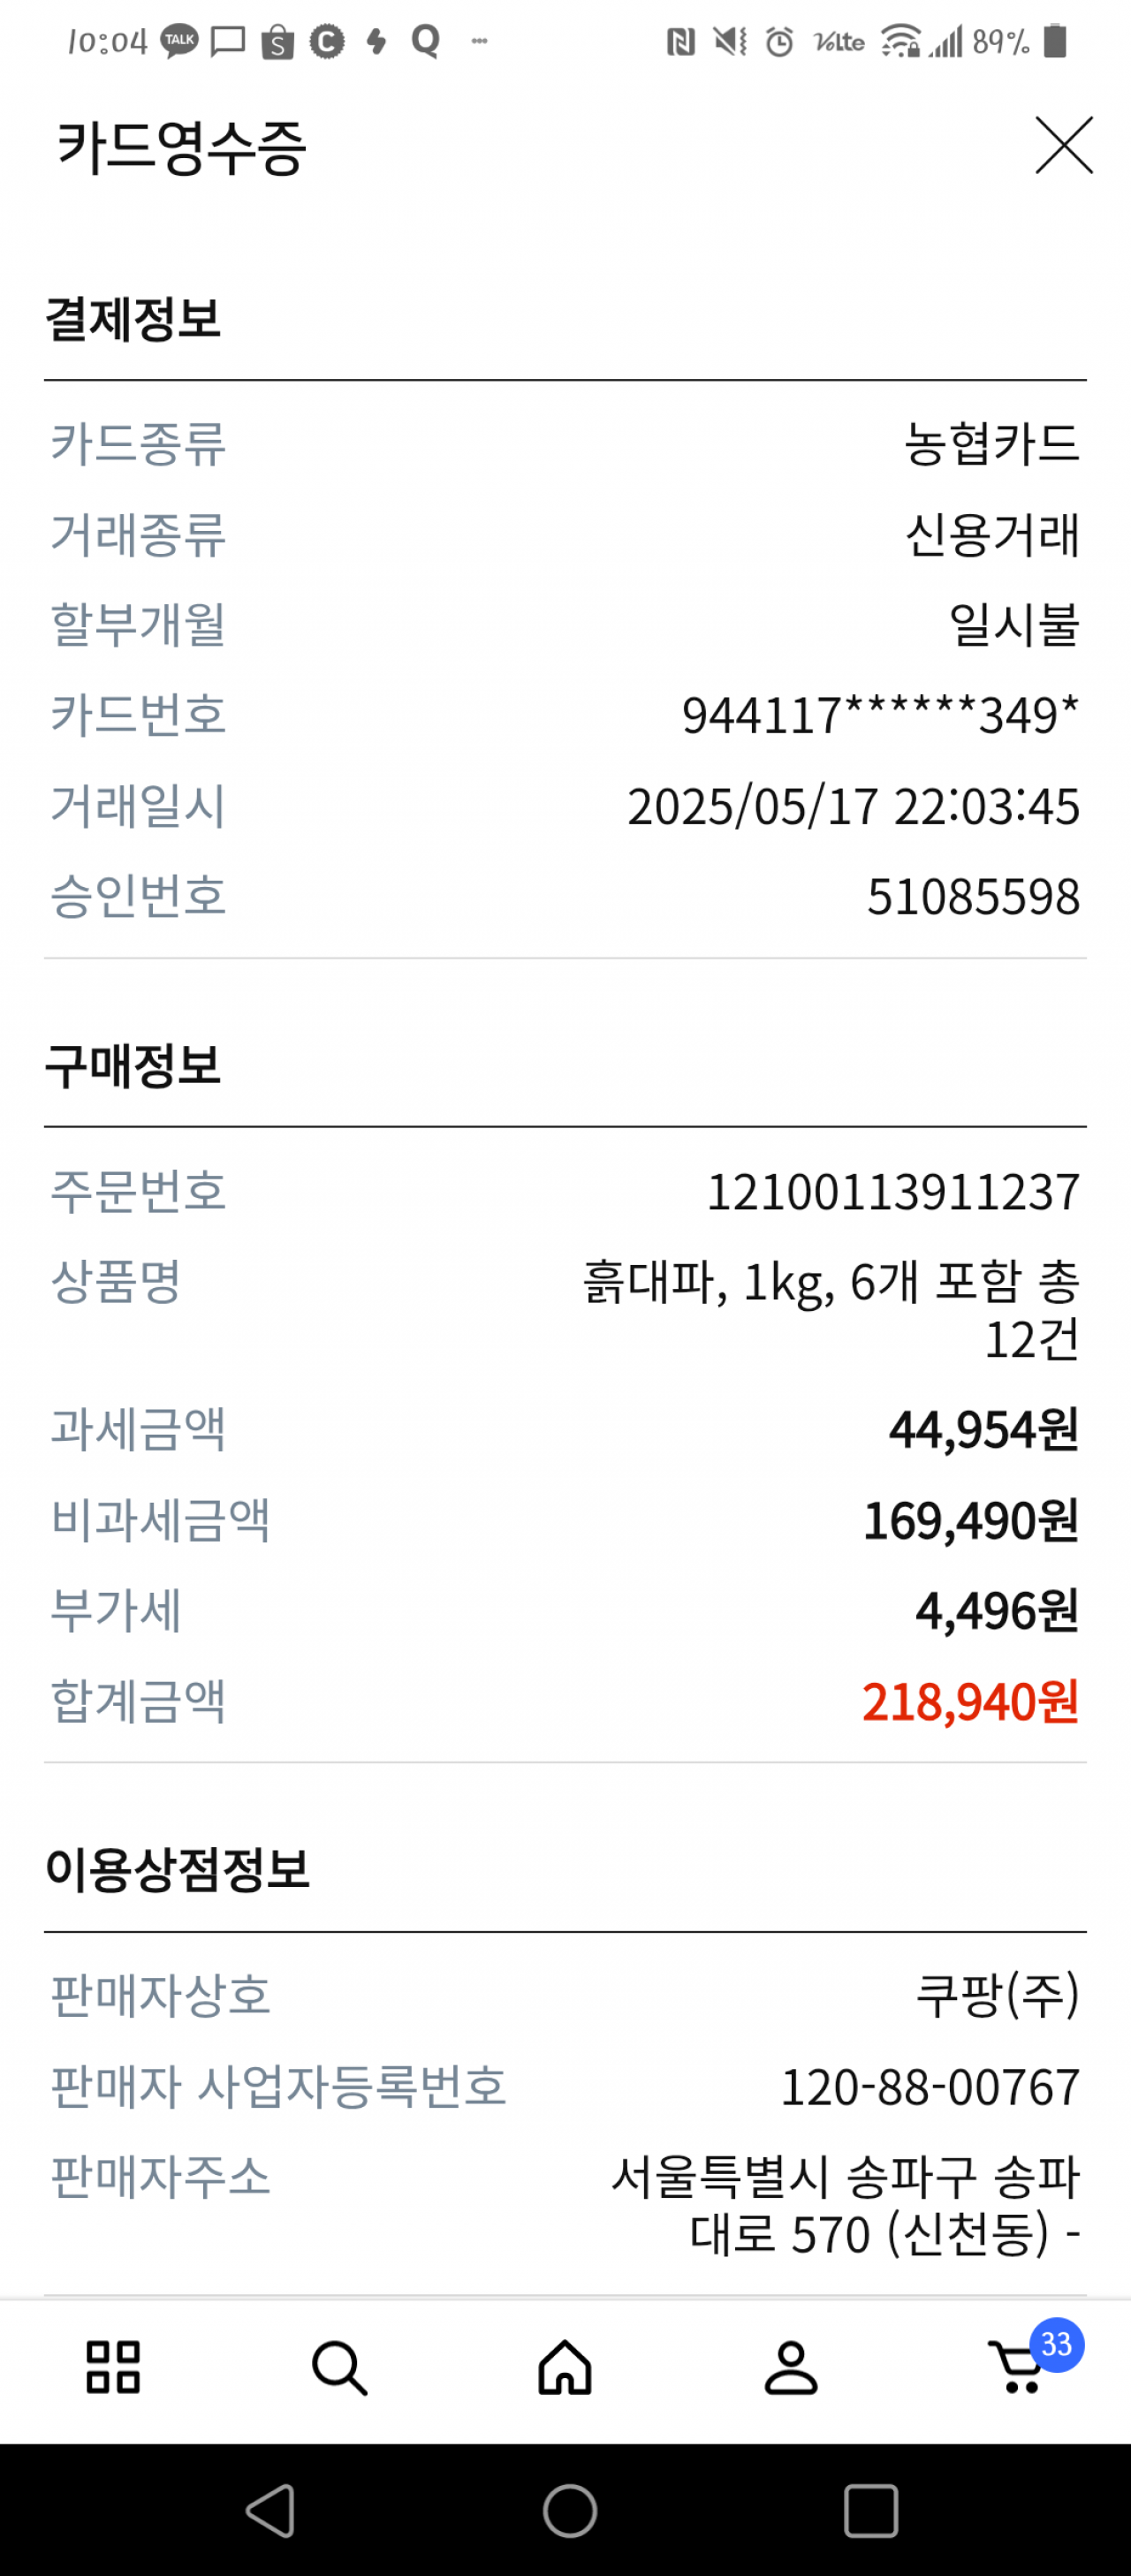 10:04 TALK S C Q ··· Volte 89%
카드영수증
결제정보
카드종류 농협카드
거래종류 신용거래
할부개월 일시불
카드번호 944117******349*
거래일시 2025/05/17 22:03:45
승인번호 51085598
구매정보
주문번호 12100113911237
상품명 흙대파, 1kg, 6개 포함 총
12건
과세금액 44,954원
비과세금액 169,490원
부가세 4,496원
합계금액 218,940원
이용상점정보
판매자상호 쿠팡(주)
판매자 사업자등록번호 120-88-00767
판매자주소 서울특별시 송파구 송파
대로 570 (신천동) -
33